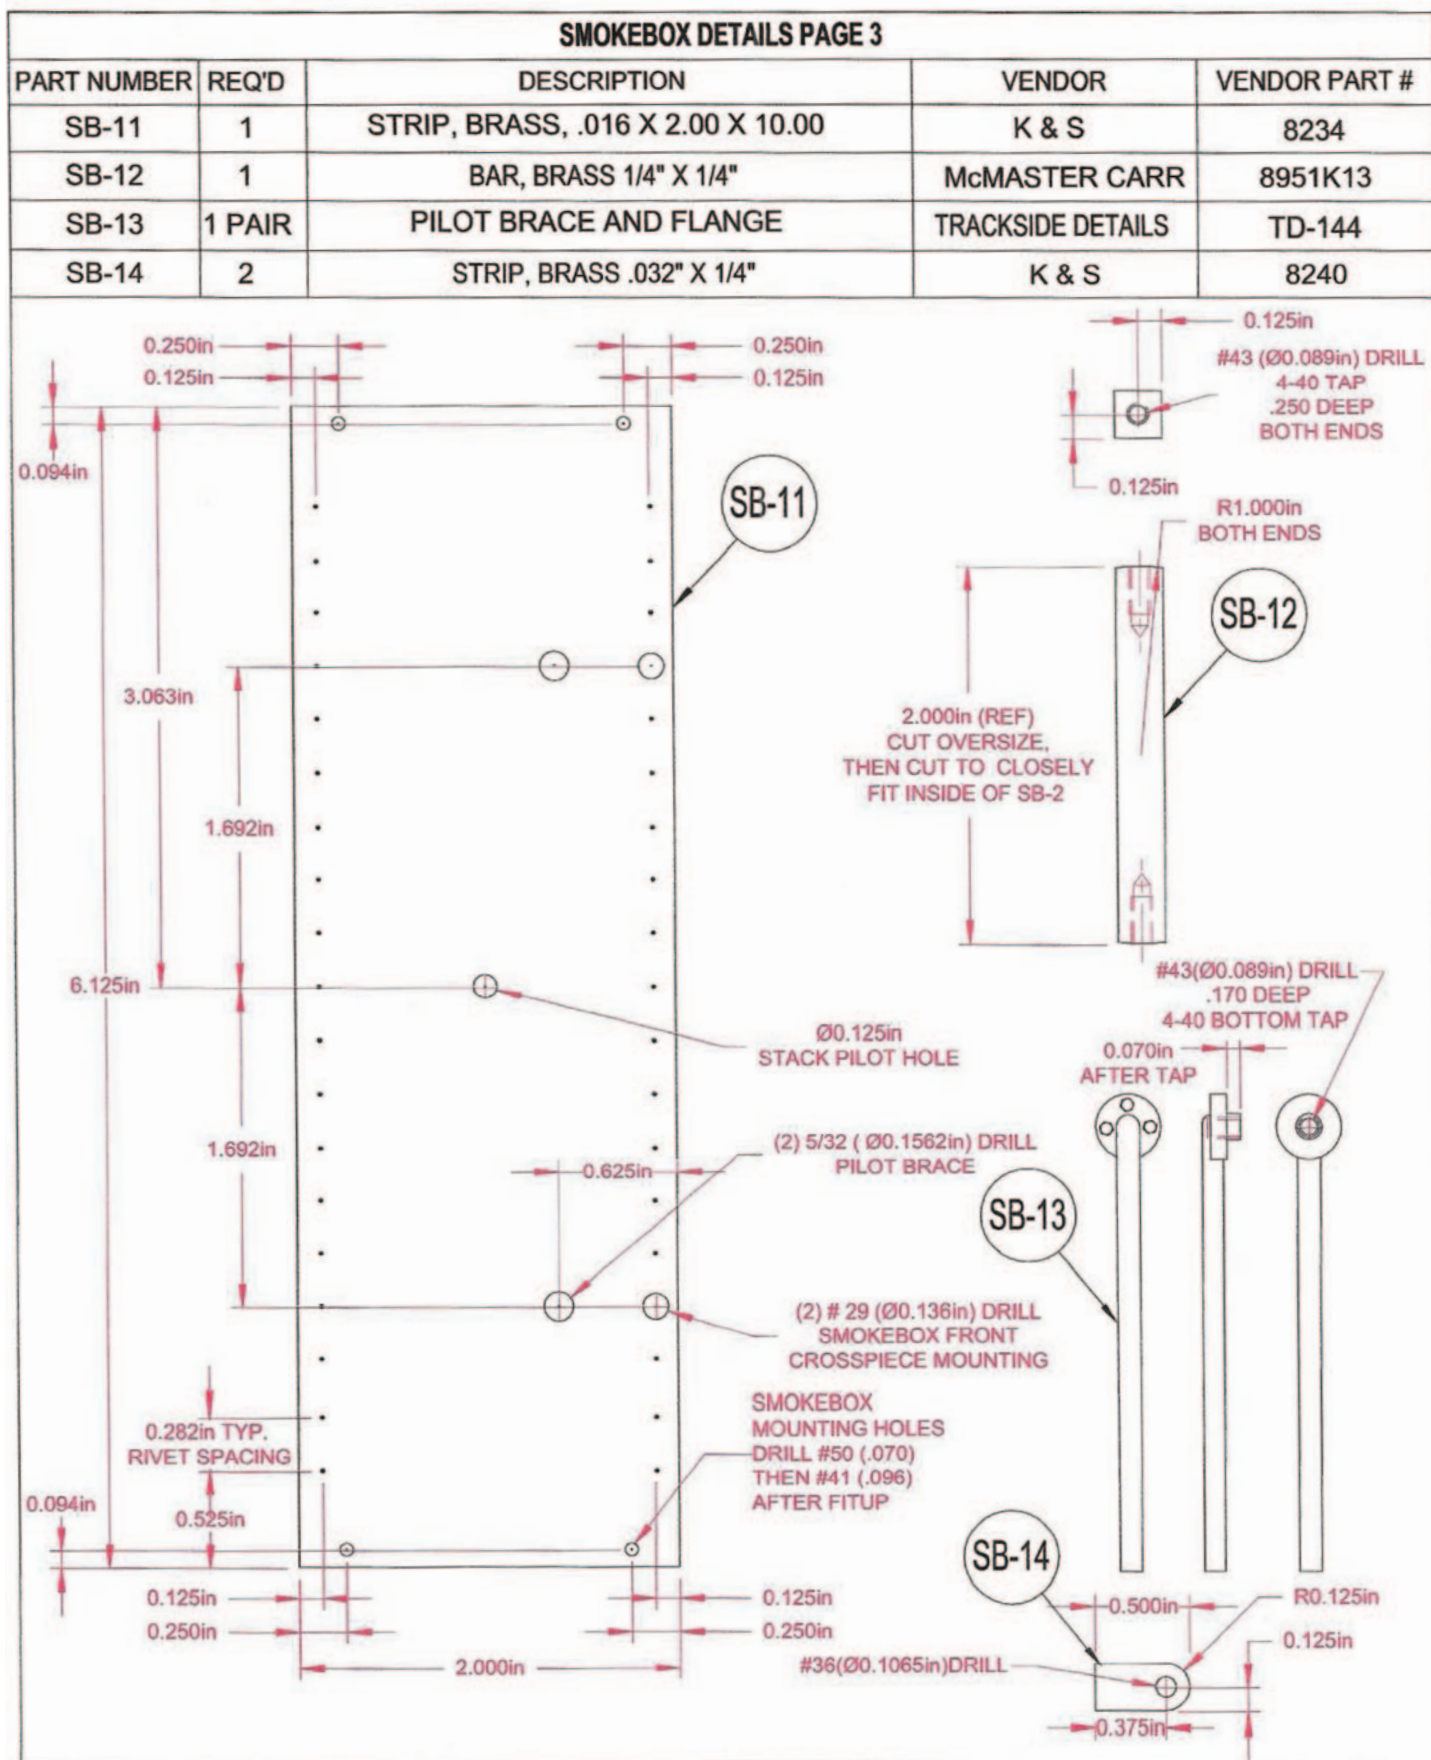 SMOKEBOX DETAILS PAGE 3
PART NUMBER REQ'D DESCRIPTION VENDOR VENDOR PART #
SB-11 1 STRIP, BRASS, .016 X 2.00 X 10.00 K & S 8234
SB-12 1 BAR, BRASS 1/4" X 1/4" McMASTER CARR 8951K13
SB-13 1 PAIR PILOT BRACE AND FLANGE TRACKSIDE DETAILS TD-144
SB-14 2 STRIP, BRASS .032" X 1/4" K & S 8240
0.250in
0.125in
0.250in
0.125in
0.094in
SB-11
3.063in
1.692in
6.125in
Ø0.125in
STACK PILOT HOLE
1.692in
0.625in
(2) 5/32 ( Ø0.1562in) DRILL
PILOT BRACE
(2) # 29 (Ø0.136in) DRILL
SMOKEBOX FRONT
CROSSPIECE MOUNTING
0.282in TYP.
RIVET SPACING
SMOKEBOX
MOUNTING HOLES
DRILL #50 (.070)
THEN #41 (.096)
AFTER FITUP
0.094in
0.525in
0.125in
0.250in
0.125in
0.250in
2.000in
0.125in
#43 (Ø0.089in) DRILL
4-40 TAP
.250 DEEP
BOTH ENDS
0.125in
R1.000in
BOTH ENDS
SB-12
2.000in (REF)
CUT OVERSIZE,
THEN CUT TO CLOSELY
FIT INSIDE OF SB-2
#43(Ø0.089in) DRILL
.170 DEEP
4-40 BOTTOM TAP
0.070in
AFTER TAP
SB-13
SB-14
0.500in
R0.125in
0.125in
#36(Ø0.1065in)DRILL
0.375in